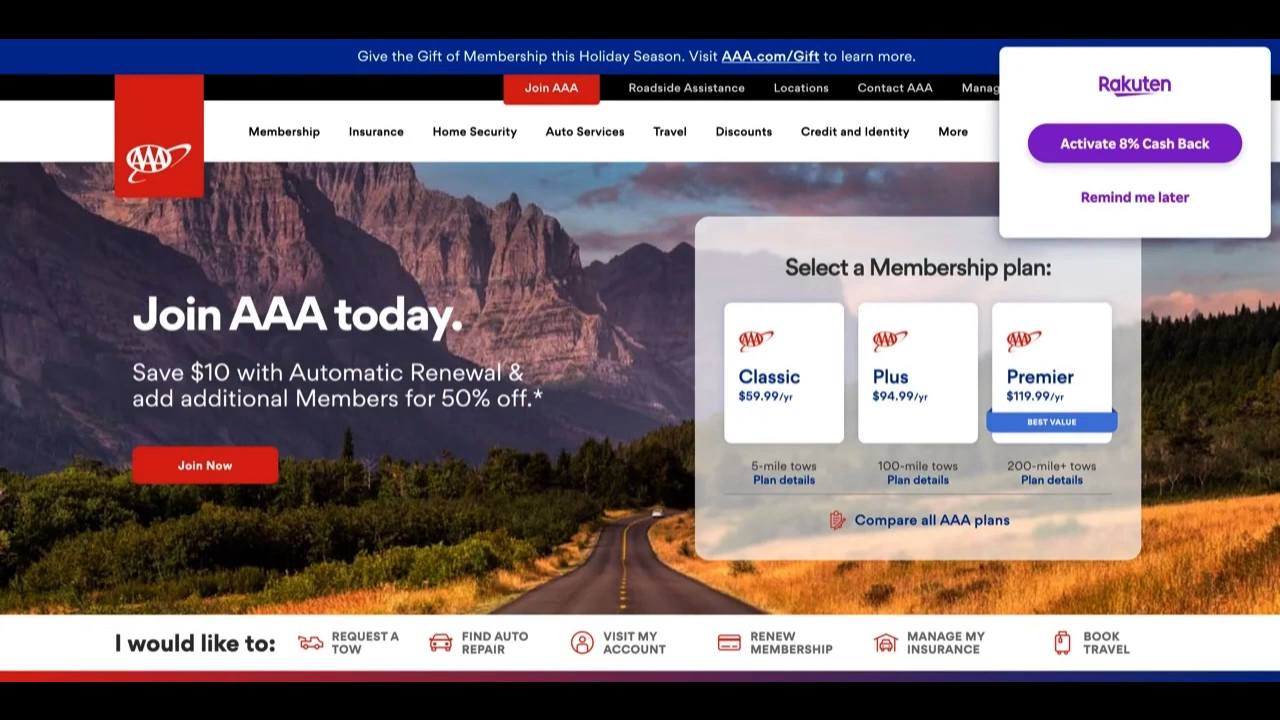 Give the Gift of Membership this Holiday Season. Visit AAA.com/Gift to learn more.
Join AAA
Roadside Assistance
Locations
Contact AAA
Manag
Rakuten
Activate 8% Cash Back
Remind me later
AAA
Membership
Insurance
Home Security
Auto Services
Travel
Discounts
Credit and Identity
More
Join AAA today.
Save $10 with Automatic Renewal &
add additional Members for 50% off.*
Join Now
Select a Membership plan:
AAA
Classic
$59.99/yr
5-mile tows
Plan details
AAA
Plus
$94.99/yr
100-mile tows
Plan details
AAA
Premier
$119.99/yr
BEST VALUE
200-mile+ tows
Plan details
Compare all AAA plans
I would like to:
REQUEST A
TOW
FIND AUTO
REPAIR
VISIT MY
ACCOUNT
RENEW
MEMBERSHIP
MANAGE MY
INSURANCE
BOOK
TRAVEL